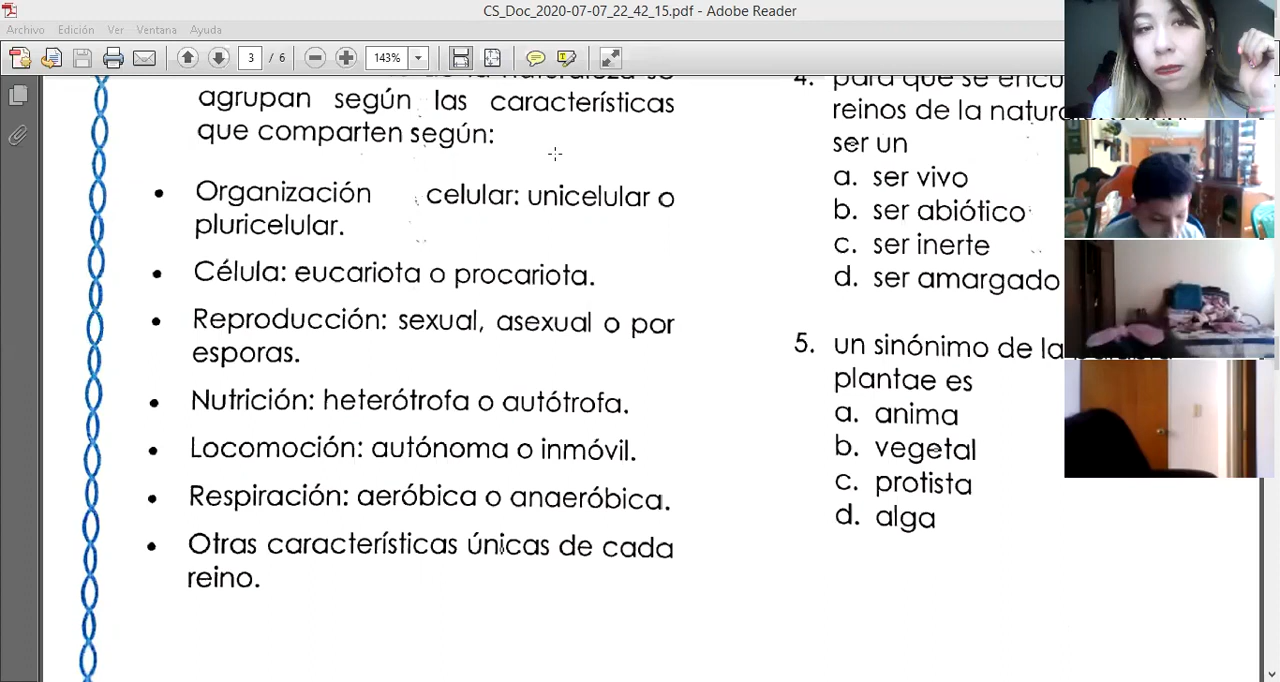 CS_Doc_2020-07-07_22_42_15.pdf - Adobe Reader
Archivo Edición Ver Ventana Ayuda
3 / 6 143%
agrupan según las características
que comparten según:
• Organización celular: unicelular o
pluricelular.
• Célula: eucariota o procariota.
• Reproducción: sexual, asexual o por
esporas.
• Nutrición: heterótrofa o autótrofa.
• Locomoción: autónoma o inmóvil.
• Respiración: aeróbica o anaeróbica.
• Otras características únicas de cada
reino.
4. para que se encu
reinos de la natur
ser un
a. ser vivo
b. ser abiótico
c. ser inerte
d. ser amargado
5. un sinónimo de la
plantae es
a. anima
b. vegetal
c. protista
d. alga